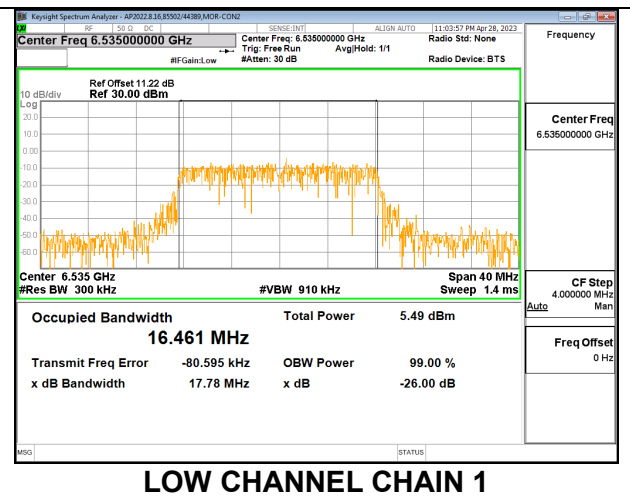 Keysight Spectrum Analyzer - AP2022.8.16,85502/44389,MOR-CON2
RF 50 Ω DC SENSE:INT ALIGN AUTO 11:03:57 PM Apr 28, 2023
Center Freq 6.535000000 GHz
Center Freq: 6.535000000 GHz
Radio Std: None
Trig: Free Run Avg|Hold: 1/1
#IFGain:Low
#Atten: 30 dB
Radio Device: BTS
Ref Offset 11.22 dB
10 dB/div Ref 30.00 dBm
Log
20.0
10.0
0.00
-10.0
-20.0
-30.0
-40.0
-50.0
-60.0
Center 6.535 GHz Span 40 MHz
#Res BW 300 kHz #VBW 910 kHz Sweep 1.4 ms
Occupied Bandwidth Total Power 5.49 dBm
16.461 MHz
Transmit Freq Error -80.595 kHz OBW Power 99.00 %
x dB Bandwidth 17.78 MHz x dB -26.00 dB
MSG STATUS
Frequency
Center Freq
6.535000000 GHz
CF Step
4.000000 MHz
Auto Man
Freq Offset
0 Hz
LOW CHANNEL CHAIN 1